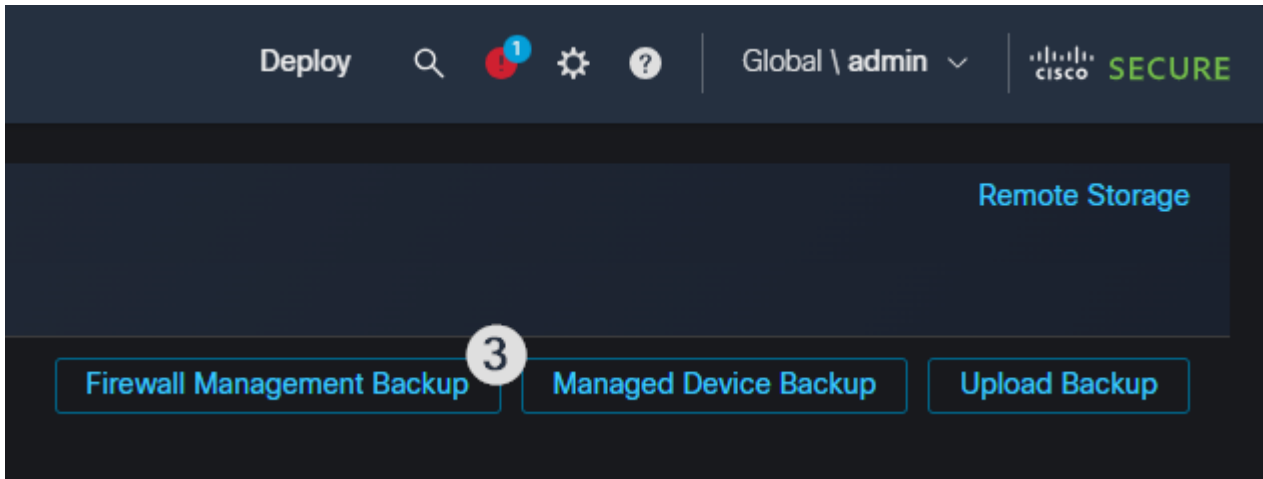 Deploy 1 ? Global \ admin cisco SECURE
Remote Storage
3
Firewall Management Backup Managed Device Backup Upload Backup